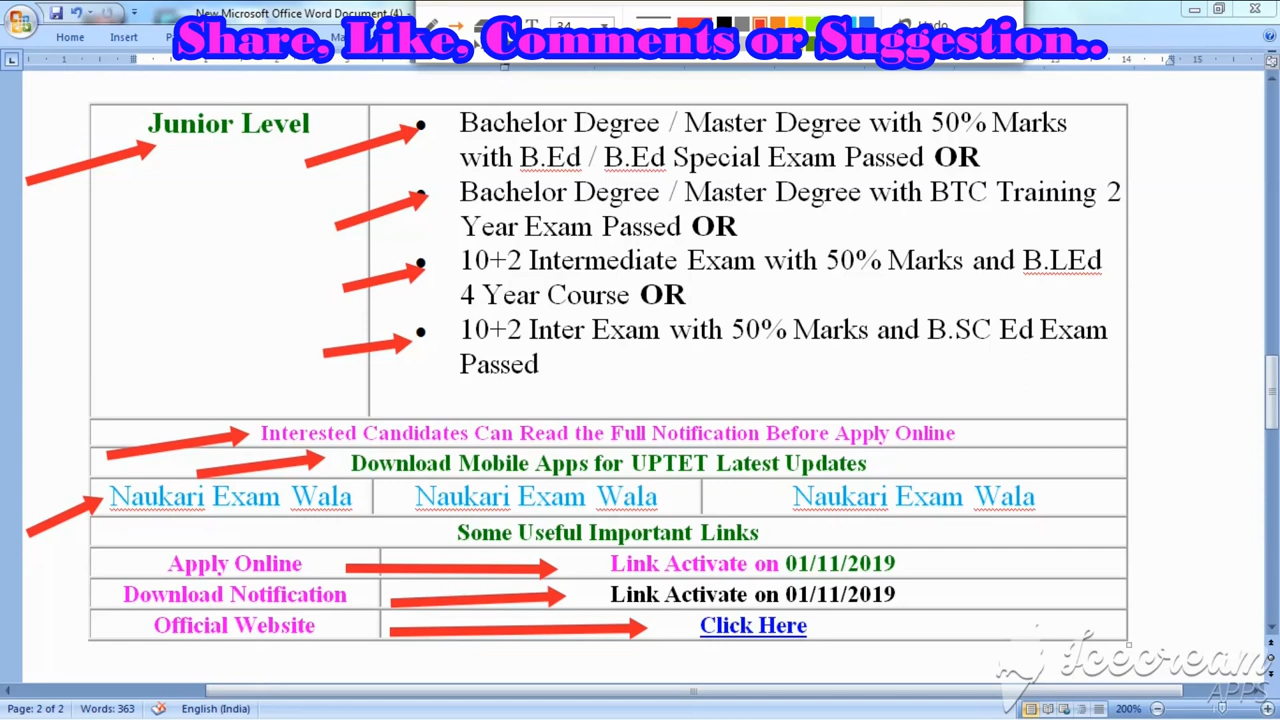 New Microsoft Office Word Document (4)
34
Undo
Home
Insert
Share, Like, Comments or Suggestion..
14
15
Junior Level
• Bachelor Degree / Master Degree with 50% Marks
with B.Ed / B.Ed Special Exam Passed OR
• Bachelor Degree / Master Degree with BTC Training 2
Year Exam Passed OR
• 10+2 Intermediate Exam with 50% Marks and B.LEd
4 Year Course OR
• 10+2 Inter Exam with 50% Marks and B.SC Ed Exam
Passed
Interested Candidates Can Read the Full Notification Before Apply Online
Download Mobile Apps for UPTET Latest Updates
Naukari Exam Wala Naukari Exam Wala Naukari Exam Wala
Some Useful Important Links
Apply Online Link Activate on 01/11/2019
Download Notification Link Activate on 01/11/2019
Official Website Click Here
Icecream
APPS
Page: 2 of 2 Words: 363 English (India) 200%